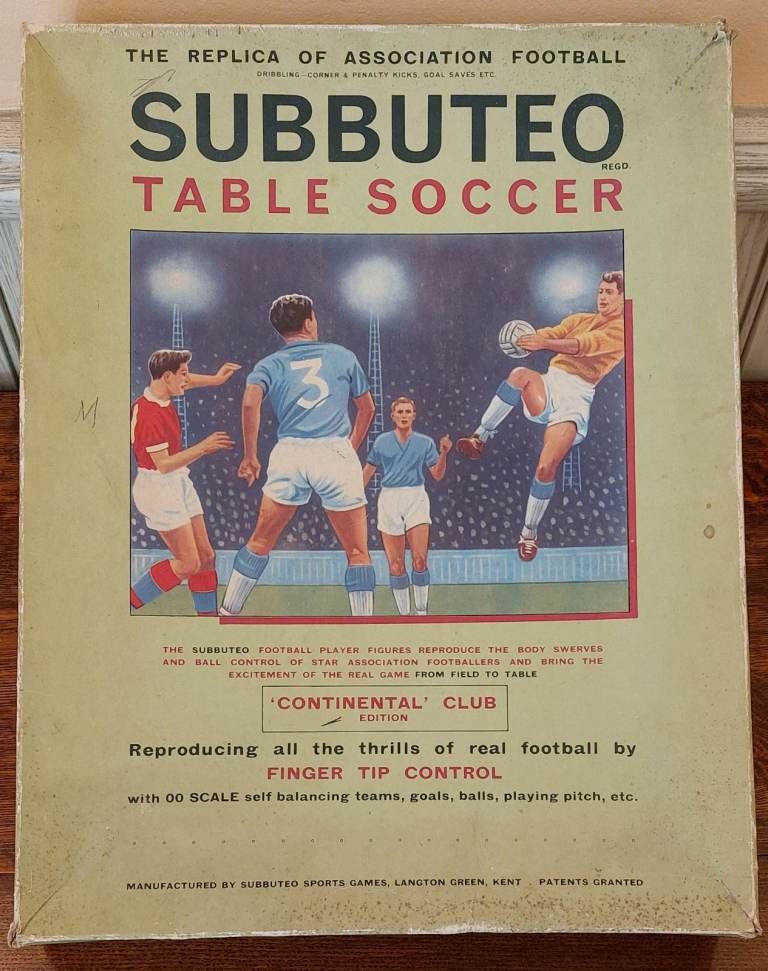 THE REPLICA OF ASSOCIATION FOOTBALL
DRIBBLING—CORNER & PENALTY KICKS, GOAL SAVES ETC.
SUBBUTEO
REGD.
TABLE SOCCER
3
M
THE SUBBUTEO FOOTBALL PLAYER FIGURES REPRODUCE THE BODY SWERVES
AND BALL CONTROL OF STAR ASSOCIATION FOOTBALLERS AND BRING THE
EXCITEMENT OF THE REAL GAME FROM FIELD TO TABLE
‘CONTINENTAL’ CLUB
EDITION
Reproducing all the thrills of real football by
FINGER TIP CONTROL
with 00 SCALE self balancing teams, goals, balls, playing pitch, etc.
MANUFACTURED BY SUBBUTEO SPORTS GAMES, LANGTON GREEN, KENT . PATENTS GRANTED